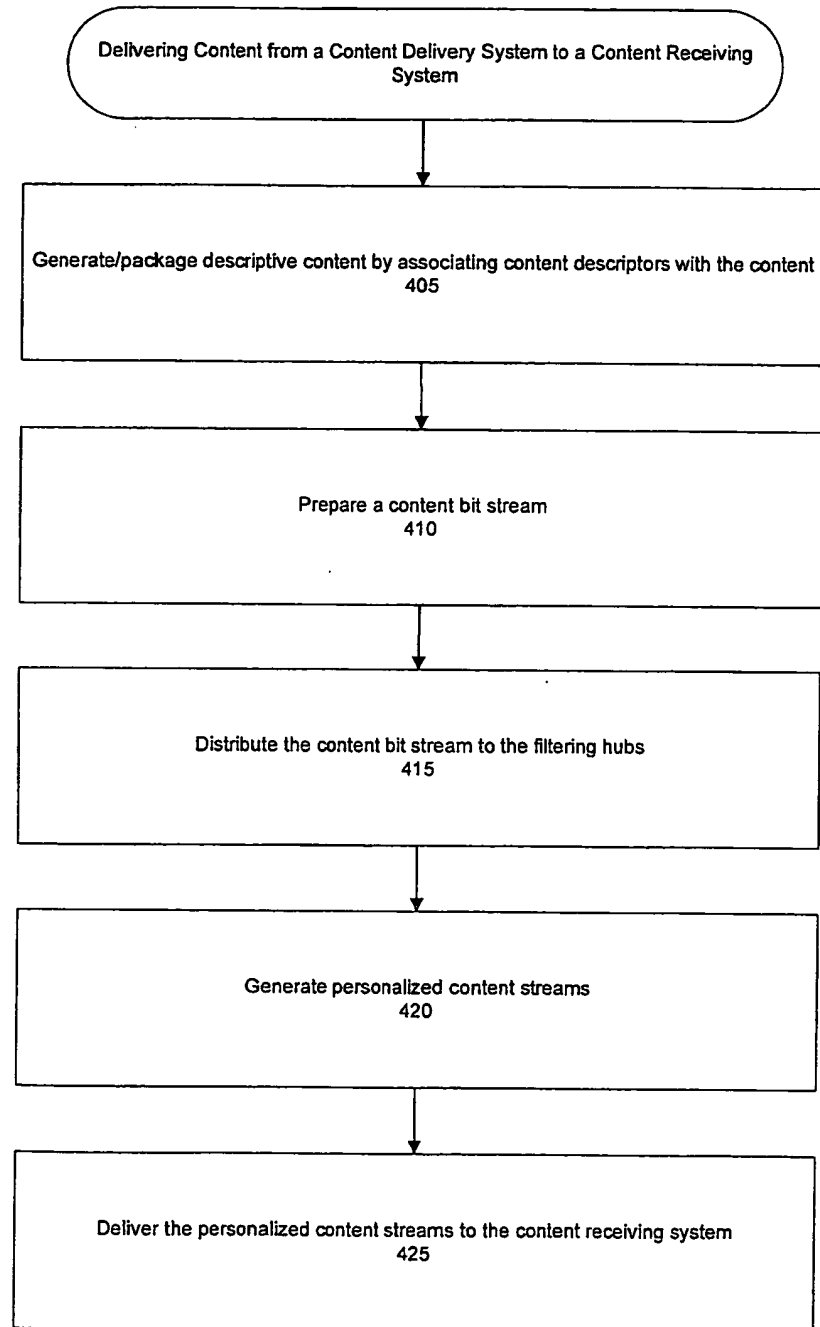 Delivering Content from a Content Delivery System to a Content Receiving
System
Generate/package descriptive content by associating content descriptors with the content
405
Prepare a content bit stream
410
Distribute the content bit stream to the filtering hubs
415
Generate personalized content streams
420
Deliver the personalized content streams to the content receiving system
425